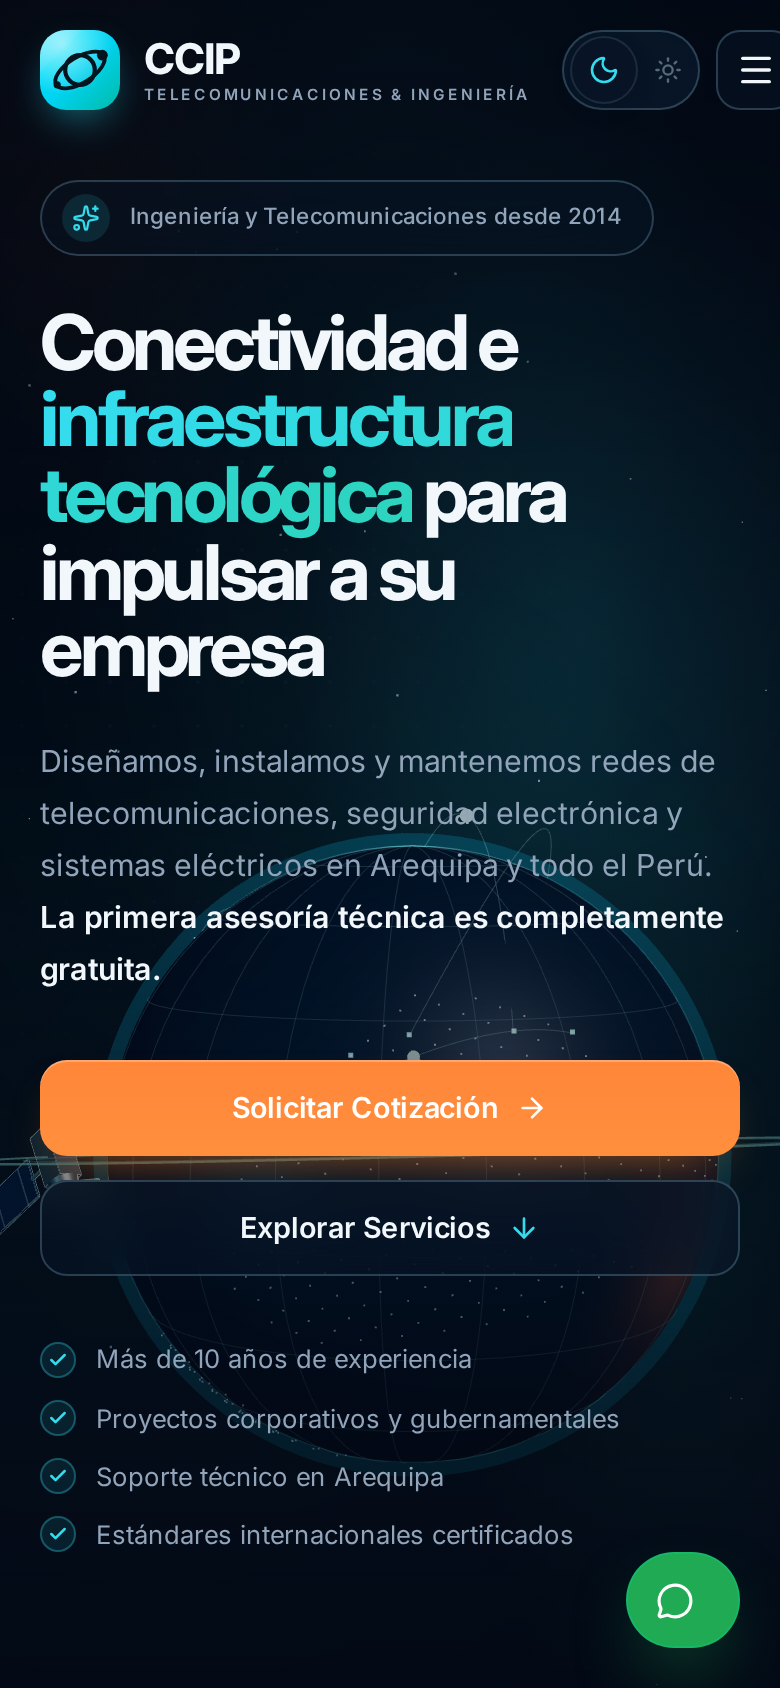 CCIP
TELECOMUNICACIONES & INGENIERÍA
Ingeniería y Telecomunicaciones desde 2014
Conectividad e
infraestructura
tecnológica para
impulsar a su
empresa
Diseñamos, instalamos y mantenemos redes de
telecomunicaciones, seguridad electrónica y
sistemas eléctricos en Arequipa y todo el Perú.
La primera asesoría técnica es completamente
gratuita.
Solicitar Cotización
Explorar Servicios
Más de 10 años de experiencia
Proyectos corporativos y gubernamentales
Soporte técnico en Arequipa
Estándares internacionales certificados